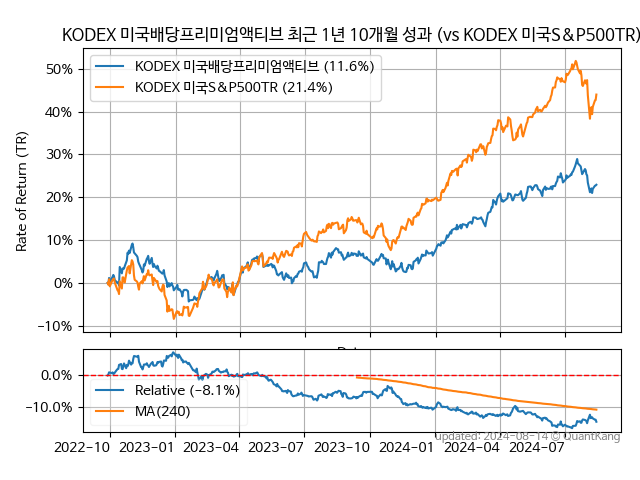 KODEX 미국배당프리미엄액티브 최근 1년 10개월 성과 (vs KODEX 미국S&P500TR)
KODEX 미국배당프리미엄액티브 (11.6%)
KODEX 미국S&P500TR (21.4%)
Rate of Return (TR)
50%
40%
30%
20%
10%
0%
−10%
0.0%
−10.0%
Relative (−8.1%)
MA(240)
2022-10 2023-01 2023-04 2023-07 2023-10 2024-01 2024-04 2024-07
updated: 2024-08-14 © QuantKang